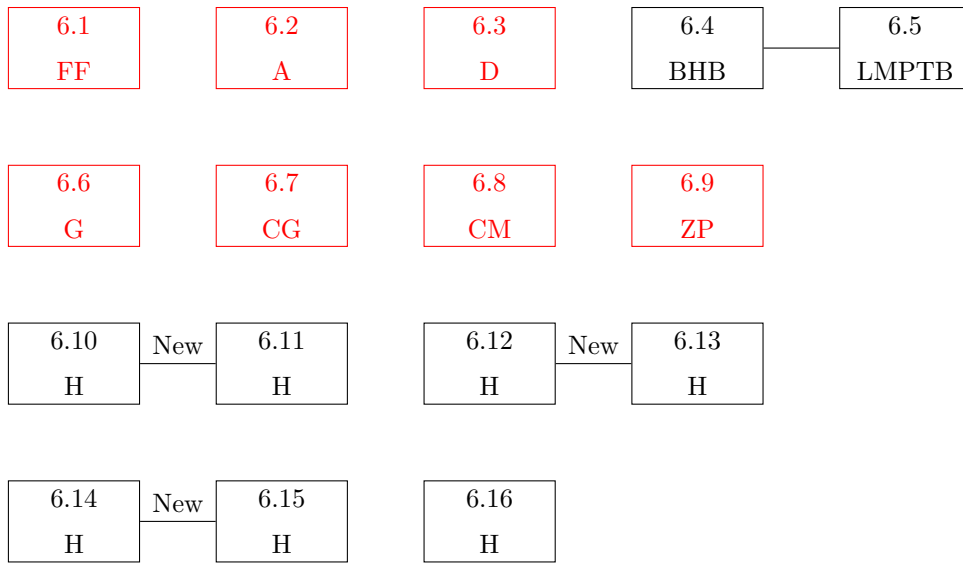 6.1
FF
6.2
A
6.3
D
6.4
BHB
6.5
LMPTB
6.6
G
6.7
CG
6.8
CM
6.9
ZP
6.10
H
New
6.11
H
6.12
H
New
6.13
H
6.14
H
New
6.15
H
6.16
H